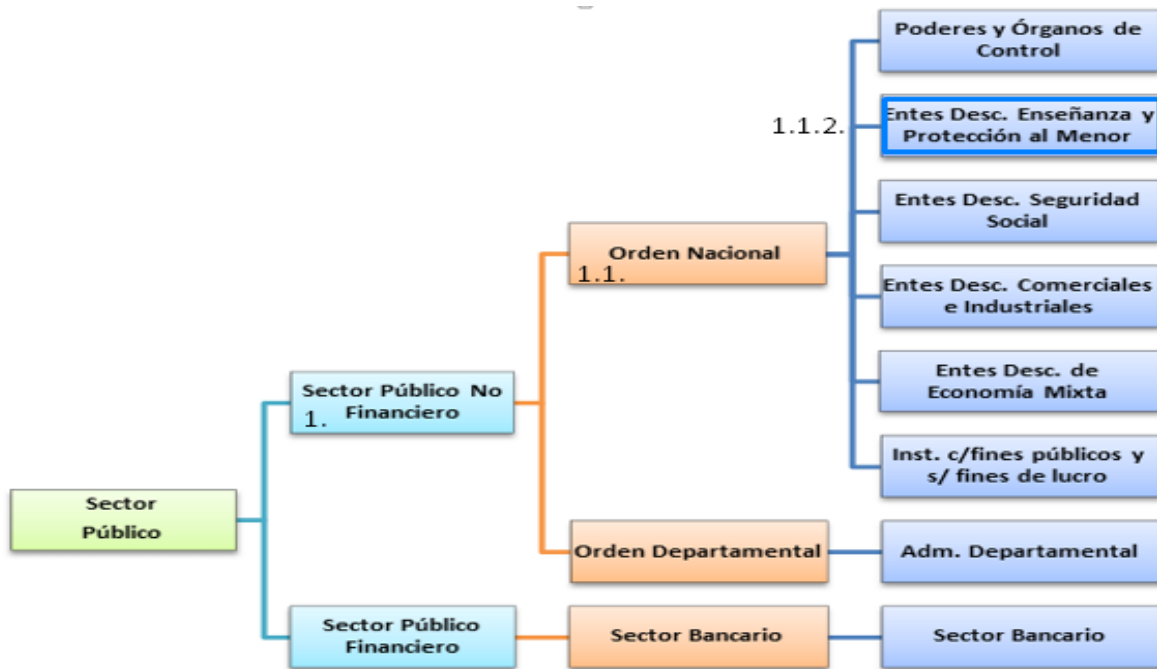 Poderes y Órganos de
Control
1.1.2.
Entes Desc. Enseñanza y
Protección al Menor
Entes Desc. Seguridad
Social
Orden Nacional
1.1.
Entes Desc. Comerciales
e Industriales
Sector Público No
Financiero
1.
Entes Desc. de
Economía Mixta
Inst. c/fines públicos y
s/ fines de lucro
Sector
Público
Orden Departamental
Adm. Departamental
Sector Público
Financiero
Sector Bancario
Sector Bancario